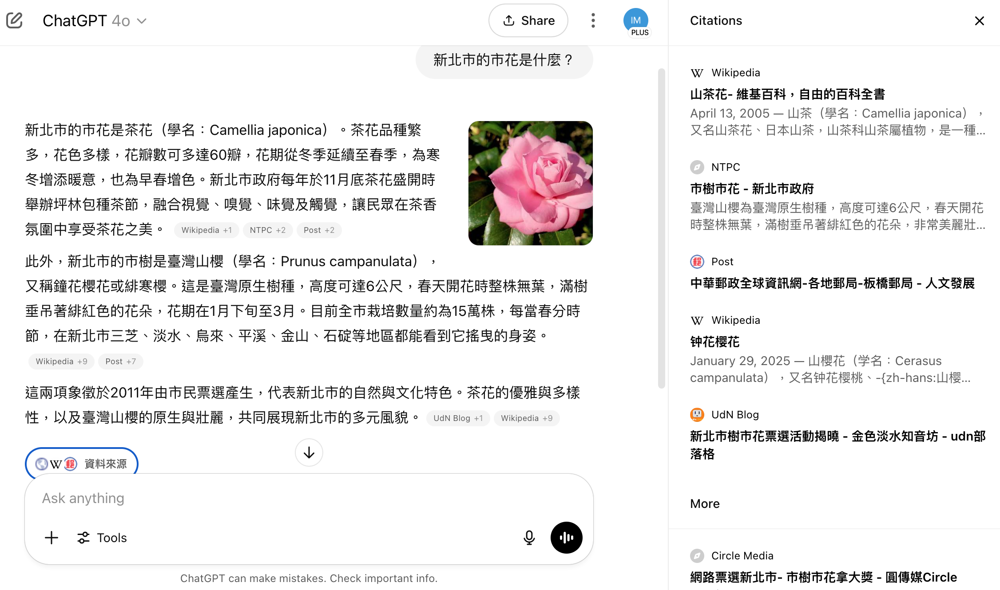 ChatGPT 4o
Share
IM
PLUS
新北市的市花是什麼？
新北市的市花是茶花（學名：Camellia japonica）。茶花品種繁
多，花色多樣，花瓣數可多達60瓣，花期從冬季延續至春季，為寒
冬增添暖意，也為早春增色。新北市政府每年於11月底茶花盛開時
舉辦坪林包種茶節，融合視覺、嗅覺、味覺及觸覺，讓民眾在茶香
氛圍中享受茶花之美。 Wikipedia +1 NTPC +2 Post +2
此外，新北市的市樹是臺灣山櫻（學名：Prunus campanulata），
又稱鐘花櫻花或緋寒櫻。這是臺灣原生樹種，高度可達6公尺，春天開花時整株無葉，滿樹
垂吊著緋紅色的花朵，花期在1月下旬至3月。目前全市栽培數量約為15萬株，每當春分時
節，在新北市三芝、淡水、烏來、平溪、金山、石碇等地區都能看到它搖曳的身姿。
Wikipedia +9 Post +7
這兩項象徵於2011年由市民票選產生，代表新北市的自然與文化特色。茶花的優雅與多樣
性，以及臺灣山櫻的原生與壯麗，共同展現新北市的多元風貌。 UdN Blog +1 Wikipedia +9
W 郵 資料來源
Ask anything
Tools
ChatGPT can make mistakes. Check important info.
Citations
W Wikipedia
山茶花- 維基百科，自由的百科全書
April 13, 2005 — 山茶（學名：Camellia japonica），
又名山茶花、日本山茶，山茶科山茶屬植物，是一種...
NTPC
市樹市花 - 新北市政府
臺灣山櫻為臺灣原生樹種，高度可達6公尺，春天開花
時整株無葉，滿樹垂吊著緋紅色的花朵，非常美麗壯...
郵 Post
中華郵政全球資訊網-各地郵局-板橋郵局 - 人文發展
W Wikipedia
钟花樱花
January 29, 2025 — 山樱花（学名：Cerasus
campanulata），又名钟花樱桃、-{zh-hans:山樱...
UdN Blog
新北市樹市花票選活動揭曉 - 金色淡水知音坊 - udn部
落格
More
Circle Media
網路票選新北市- 市樹市花拿大獎 - 圓傳媒Circle